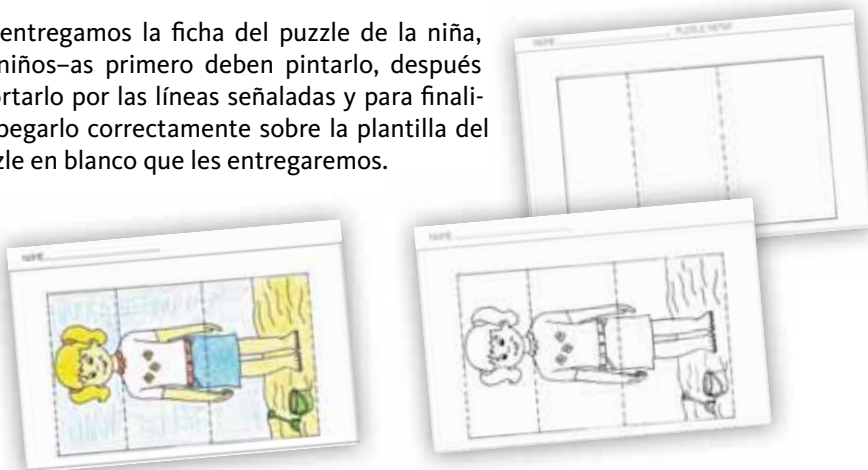 entregamos la ficha del puzzle de la niña,
niños–as primero deben pintarlo, después
rtarlo por las líneas señaladas y para finali-
pegarlo correctamente sobre la plantilla del
zle en blanco que les entregaremos.